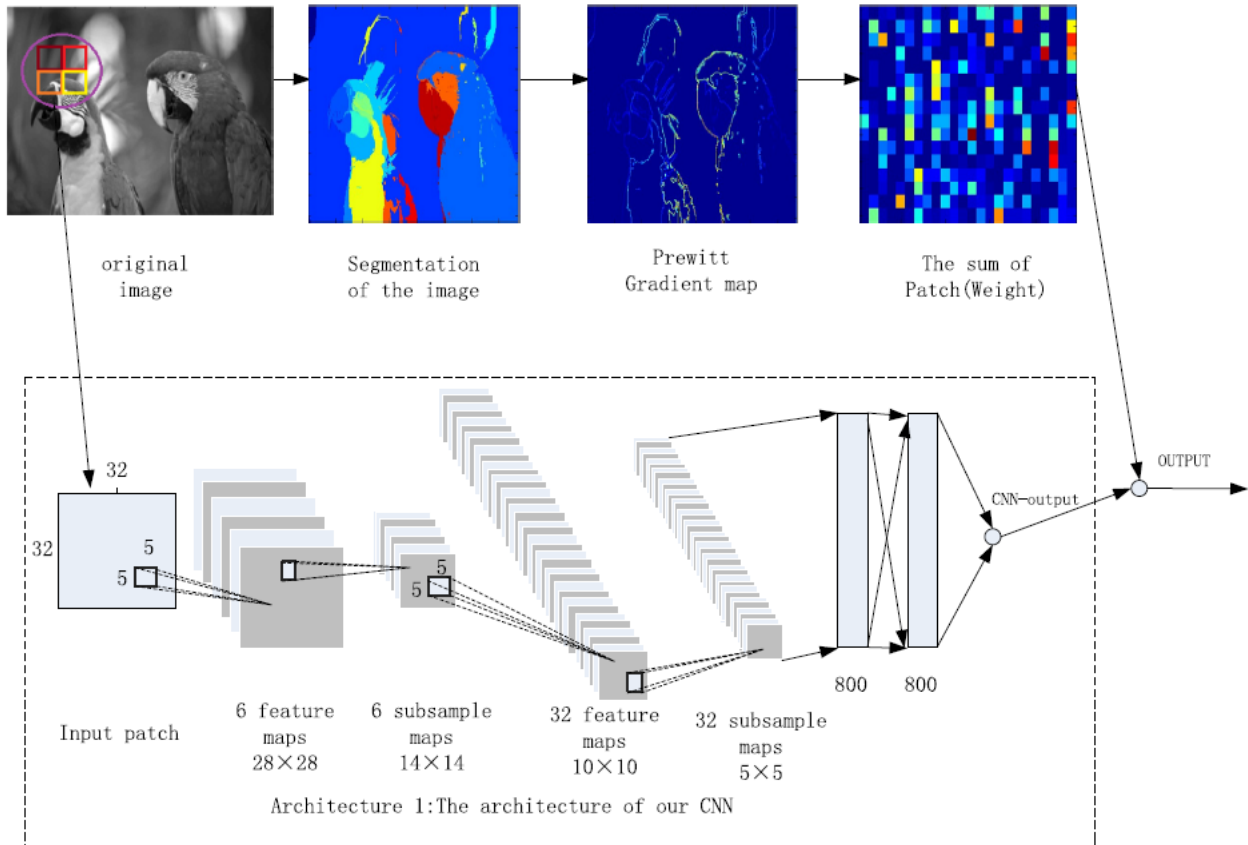 original
image
Segmentation
of the image
Prewitt
Gradient map
The sum of
Patch(Weight)
32
32
5
5
5
5
Input patch
6 feature
maps
28×28
6 subsample
maps
14×14
32 feature
maps
10×10
32 subsample
maps
5×5
800
800
CNN-output
OUTPUT
Architecture 1:The architecture of our CNN